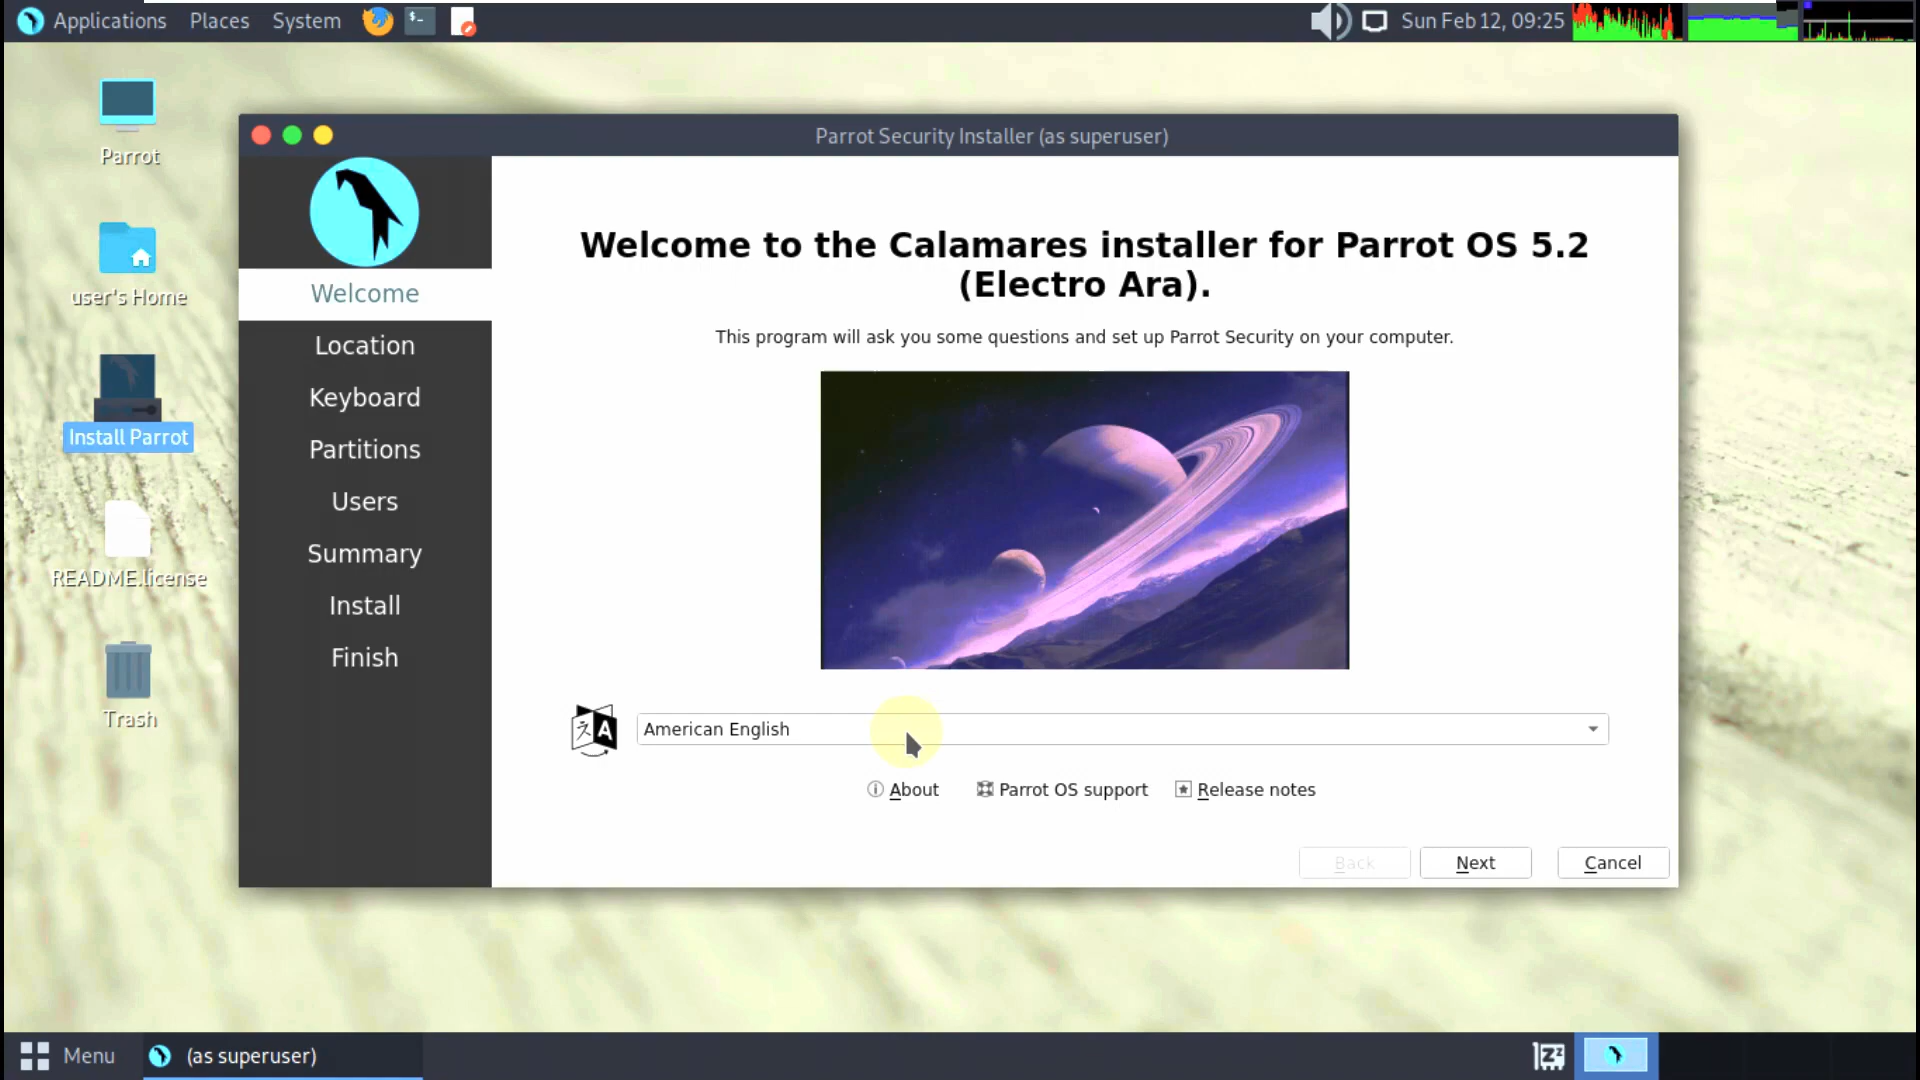 Applications Places System
Sun Feb 12, 09:25
Parrot
user's Home
Install Parrot
README.license
Trash
Parrot Security Installer (as superuser)
Welcome
Location
Keyboard
Partitions
Users
Summary
Install
Finish
Welcome to the Calamares installer for Parrot OS 5.2
(Electro Ara).
This program will ask you some questions and set up Parrot Security on your computer.
American English
About Parrot OS support Release notes
Back Next Cancel
Menu (as superuser)